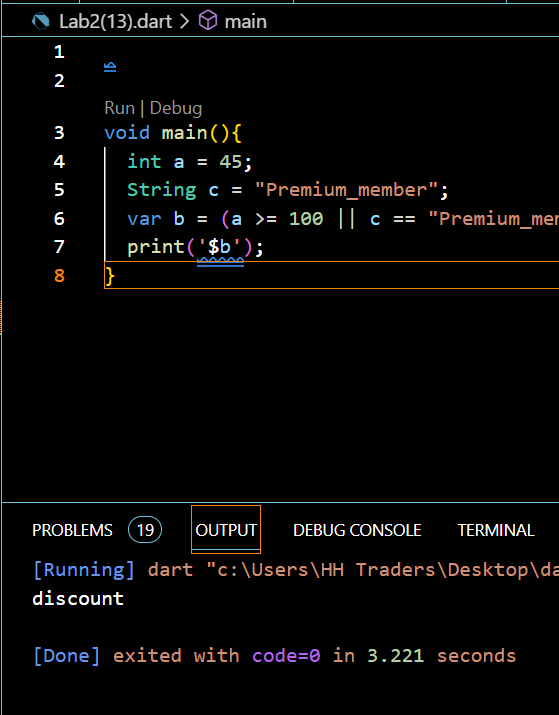 Lab2(13).dart > main
1
2
Run | Debug
3 void main(){
4 int a = 45;
5 String c = "Premium_member";
6 var b = (a >= 100 || c == "Premium_mem
7 print('$b');
8 }
PROBLEMS 19 OUTPUT DEBUG CONSOLE TERMINAL
[Running] dart "c:\Users\HH Traders\Desktop\da
discount
[Done] exited with code=0 in 3.221 seconds